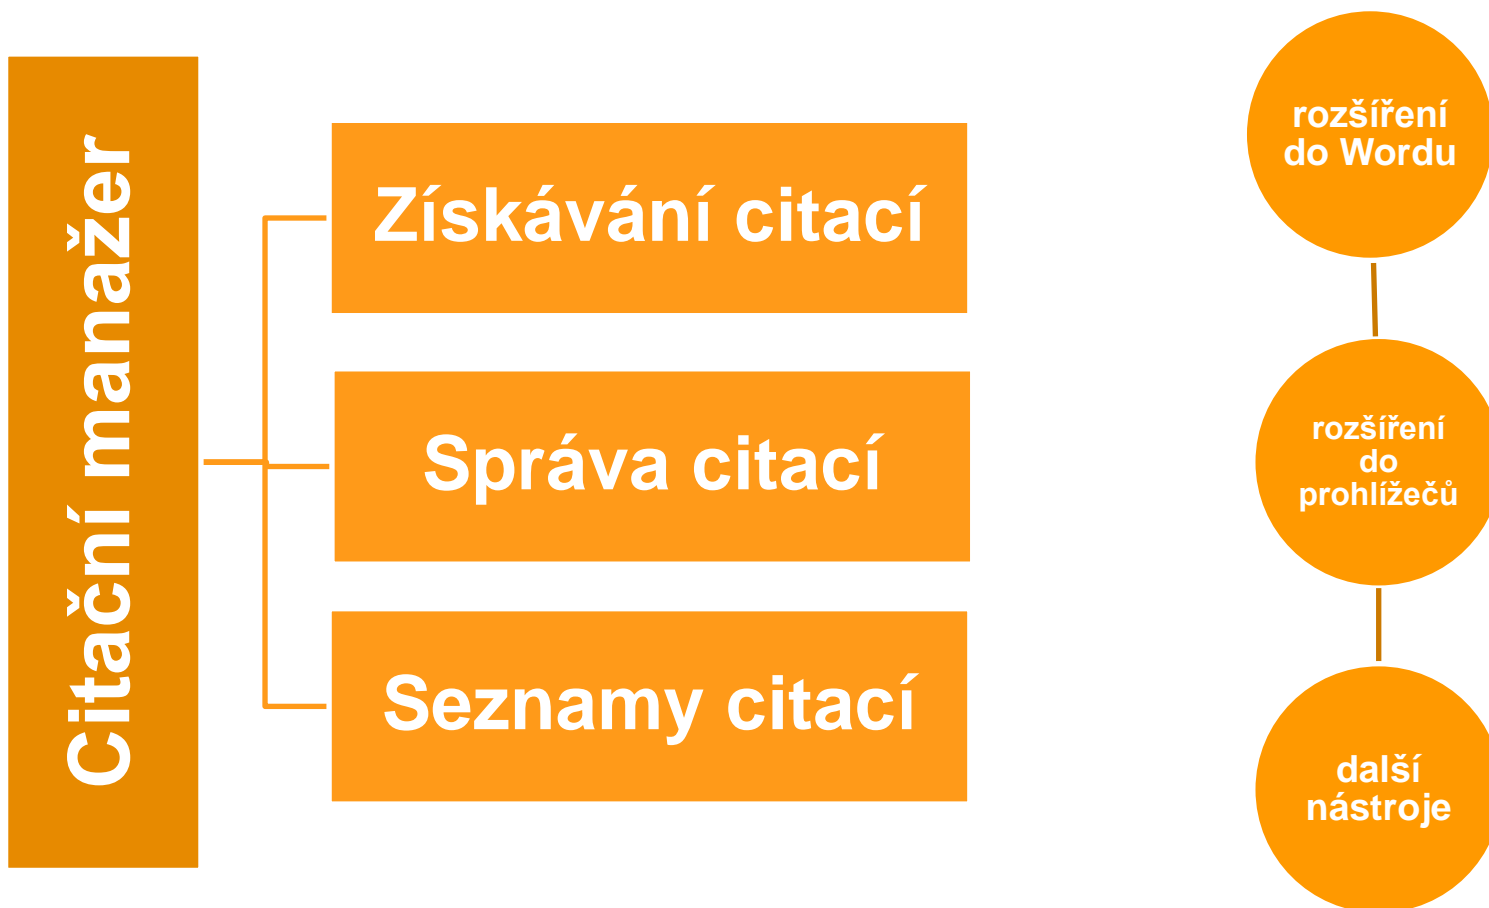 Citační manažer
Získávání citací
Správa citací
Seznamy citací
rozšíření
do Wordu
rozšíření
do
prohlížečů
další
nástroje